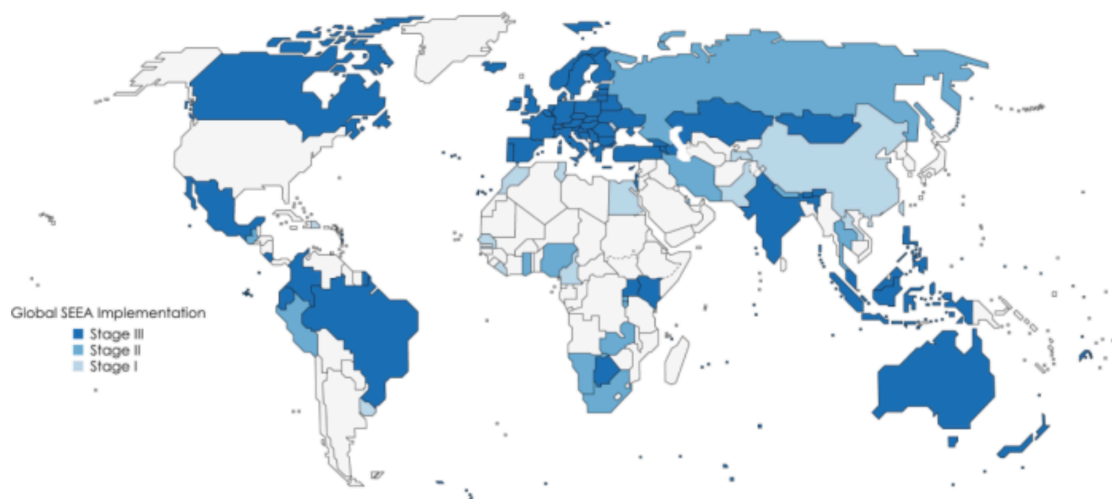 Global SEEA Implementation
Stage III
Stage II
Stage I